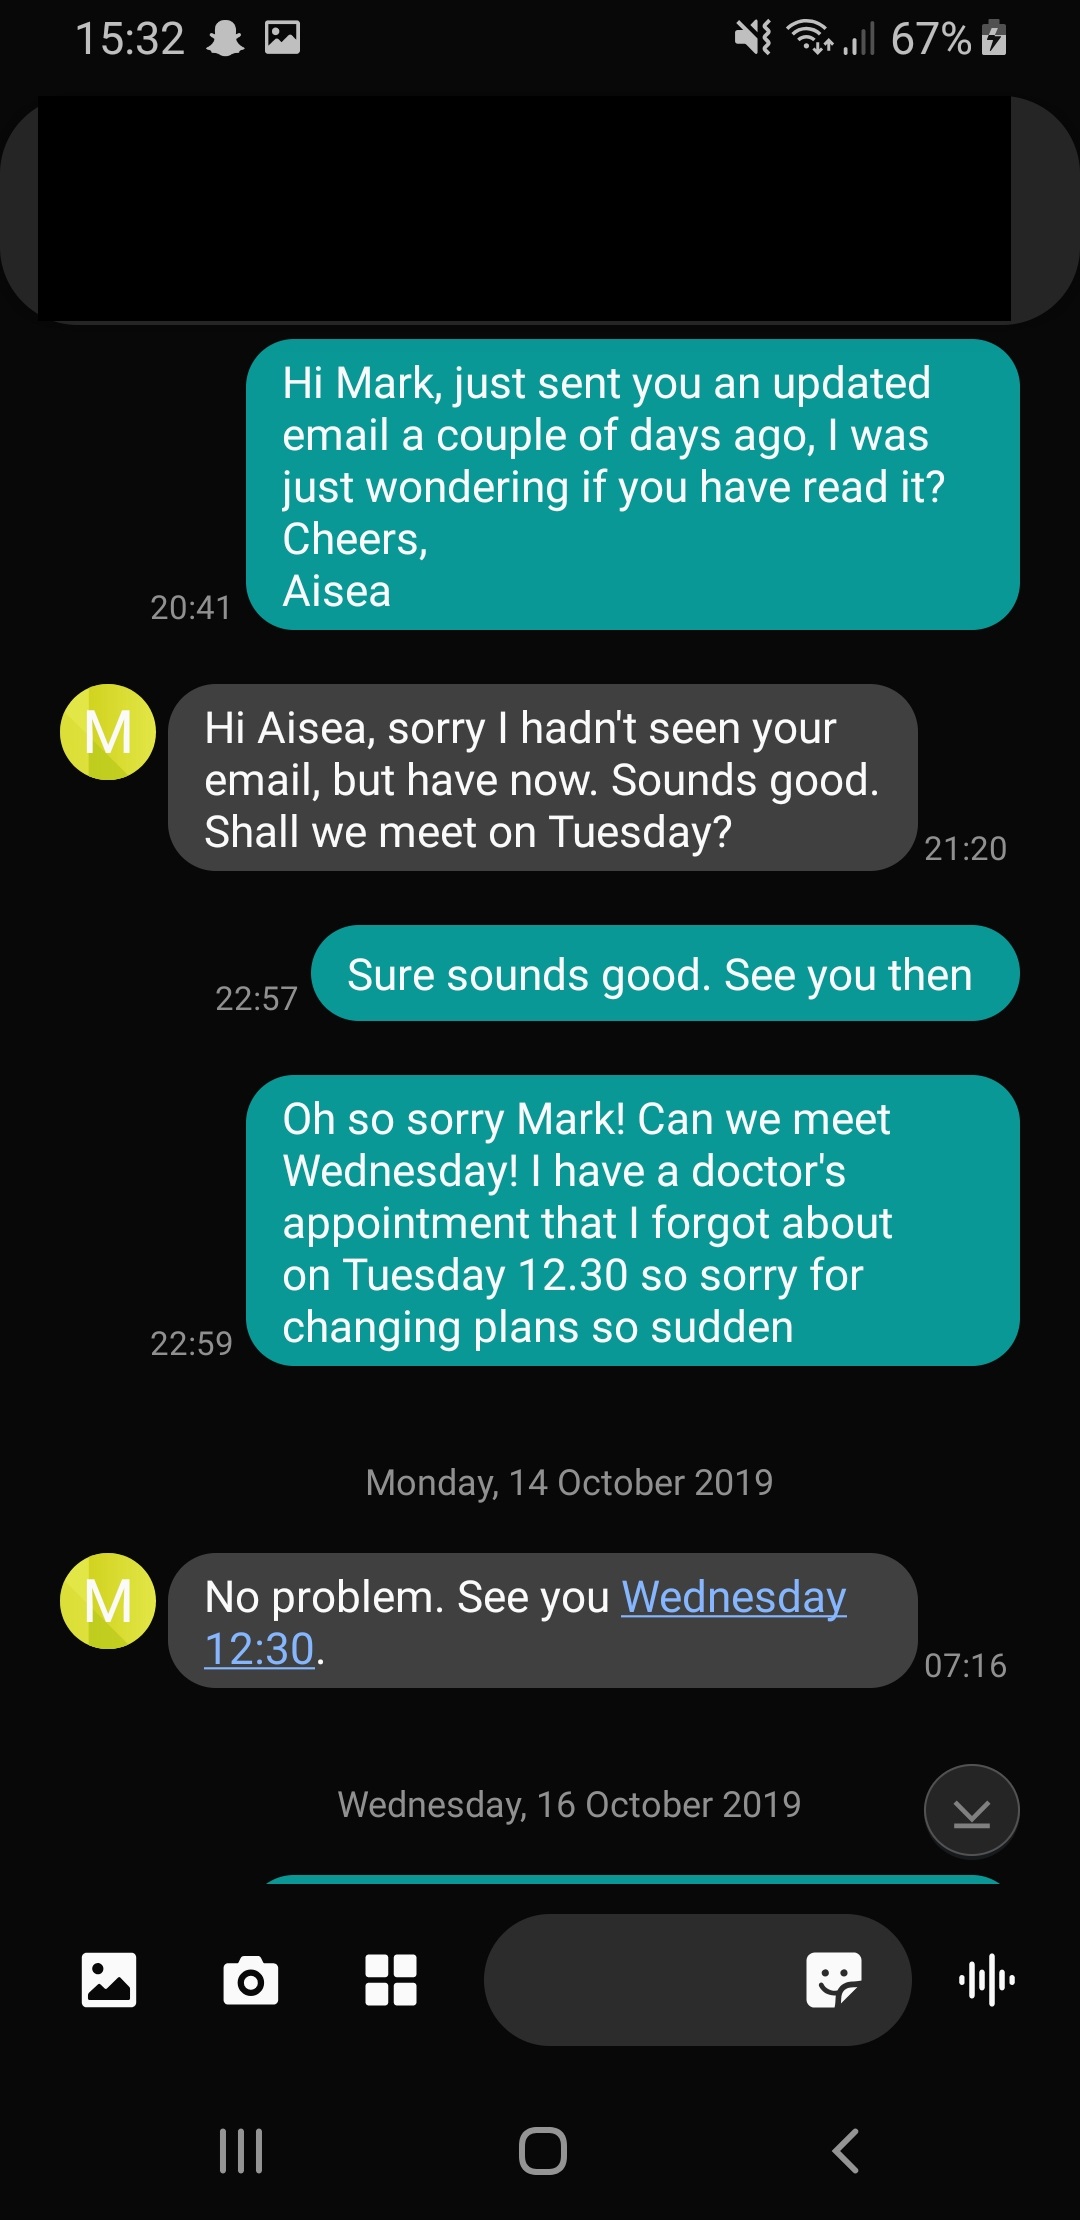 15:32
67%
Hi Mark, just sent you an updated
email a couple of days ago, I was
just wondering if you have read it?
Cheers,
Aisea
20:41
M
Hi Aisea, sorry I hadn't seen your
email, but have now. Sounds good.
Shall we meet on Tuesday?
21:20
Sure sounds good. See you then
22:57
Oh so sorry Mark! Can we meet
Wednesday! I have a doctor's
appointment that I forgot about
on Tuesday 12.30 so sorry for
changing plans so sudden
22:59
Monday, 14 October 2019
M
No problem. See you Wednesday
12:30.
07:16
Wednesday, 16 October 2019